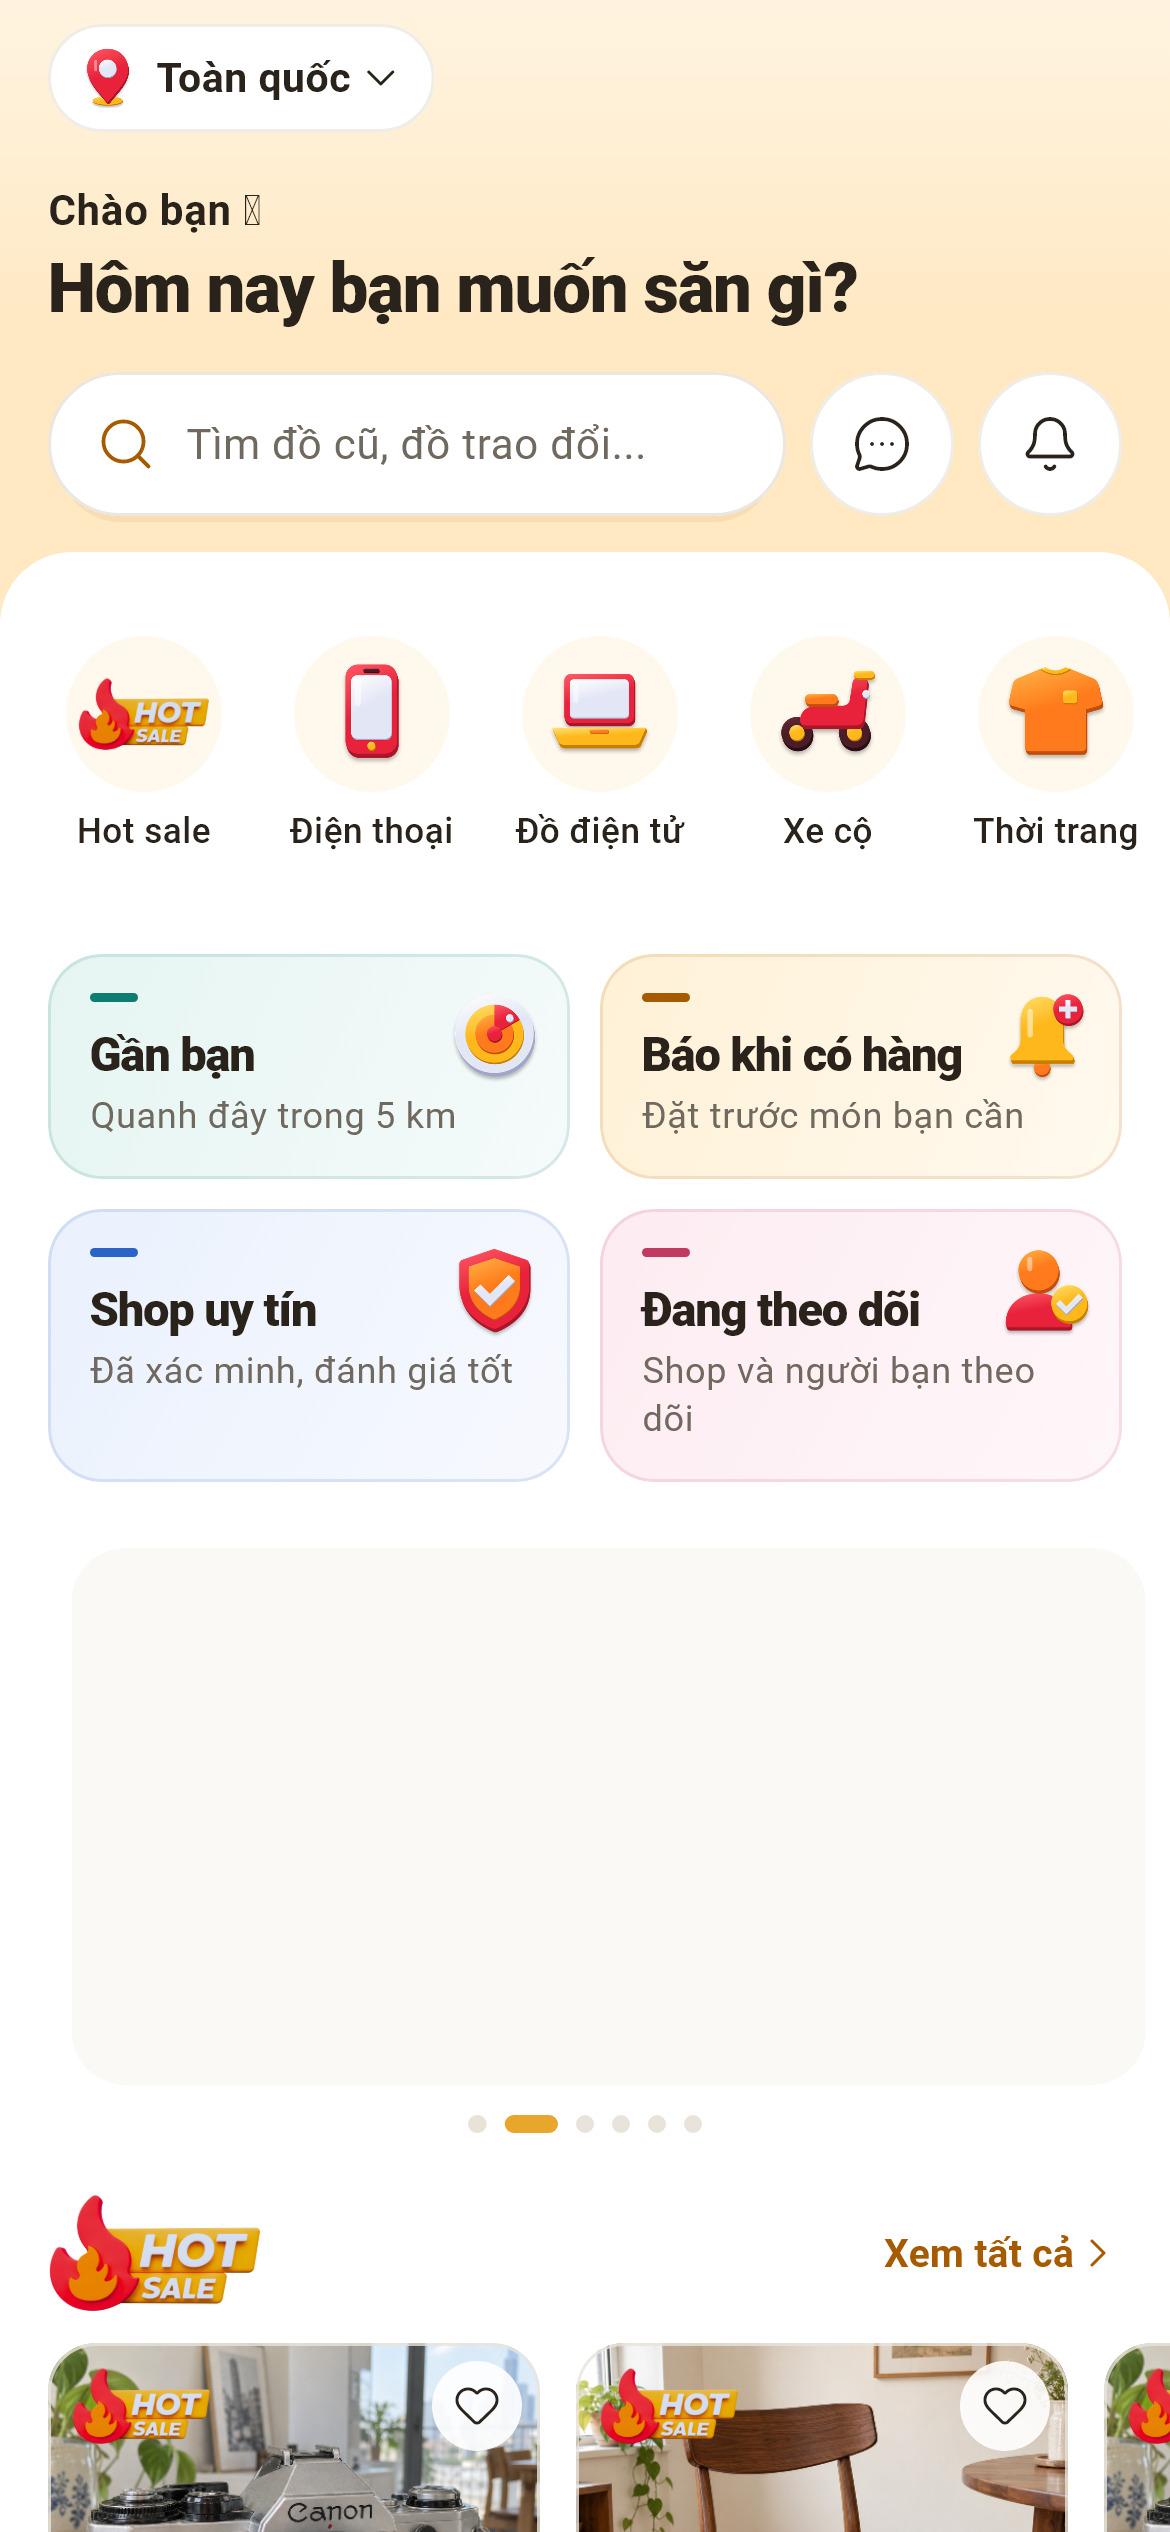 Toàn quốc
Chào bạn
Hôm nay bạn muốn săn gì?
Tìm đồ cũ, đồ trao đổi...
HOT
SALE
Hot sale
Điện thoại
Đồ điện tử
Xe cộ
Thời trang
Gần bạn
Quanh đây trong 5 km
Báo khi có hàng
Đặt trước món bạn cần
Shop uy tín
Đã xác minh, đánh giá tốt
Đang theo dõi
Shop và người bạn theo
dõi
HOT
SALE
Xem tất cả
HOT
SALE
Canon
HOT
SALE